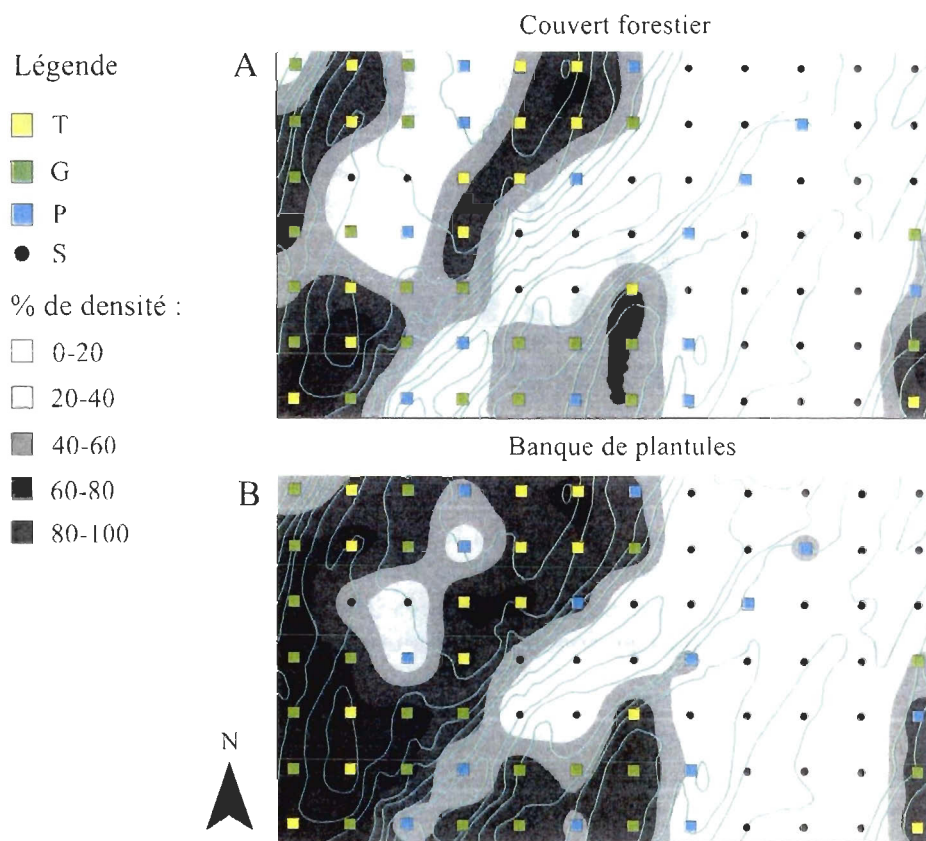 Couvert forestier
A
Légende
T
G
P
S
% de densité :
0-20
20-40
40-60
60-80
80-100
Banque de plantules
B
N